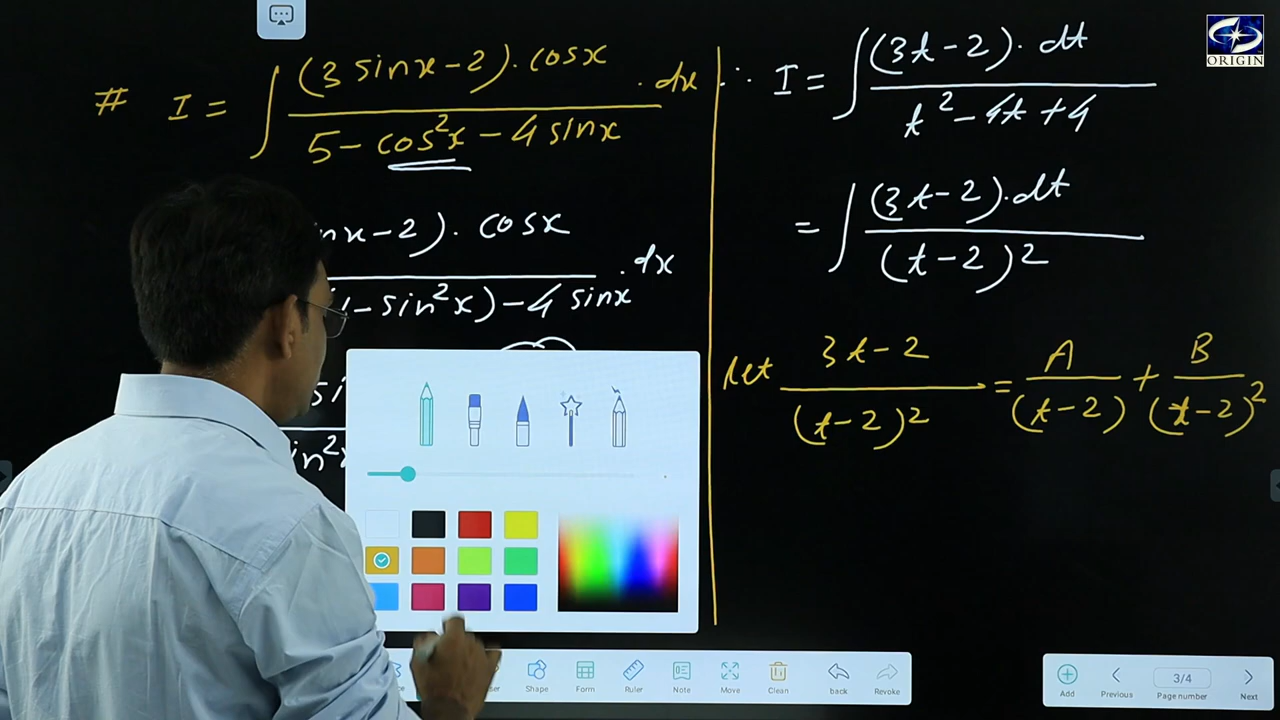 # I = ∫ (3 sinx - 2) . cosx / 5 - cos²x - 4 sinx . dx
nx - 2) . cosx / (1 - sin²x) - 4 sinx . dx
si
in²
∴ I = ∫ (3t - 2) . dt / t² - 4t + 4
= ∫ (3t - 2) . dt / (t - 2)²
let 3t - 2 / (t - 2)² = A / (t - 2) + B / (t - 2)²
ORIGIN
Shape Form Ruler Note Move Clean back Revoke
Add Previous 3/4 Page number Next